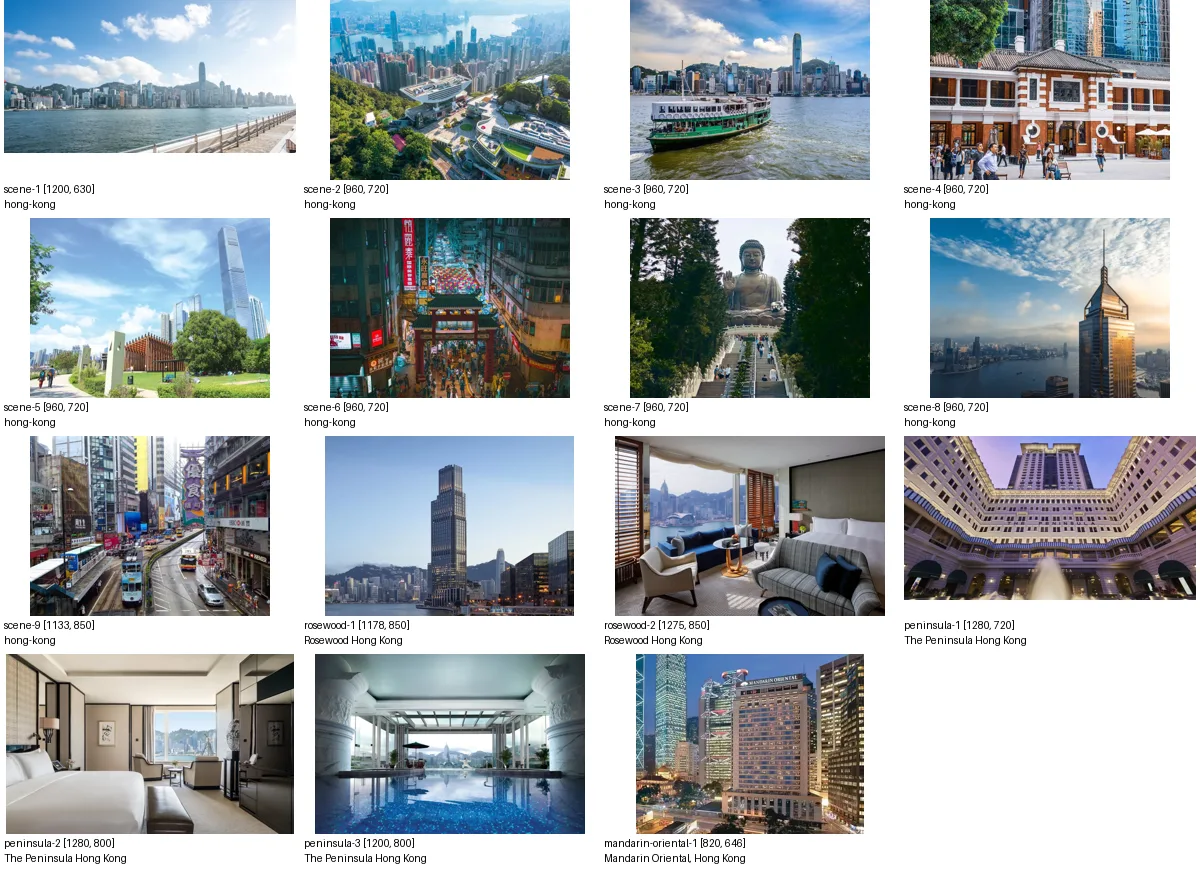 scene-1 [1200, 630]
hong-kong
scene-2 [960, 720]
hong-kong
scene-3 [960, 720]
hong-kong
scene-4 [960, 720]
hong-kong
scene-5 [960, 720]
hong-kong
scene-6 [960, 720]
hong-kong
scene-7 [960, 720]
hong-kong
scene-8 [960, 720]
hong-kong
scene-9 [1133, 850]
hong-kong
rosewood-1 [1178, 850]
Rosewood Hong Kong
rosewood-2 [1275, 850]
Rosewood Hong Kong
peninsula-1 [1280, 720]
The Peninsula Hong Kong
peninsula-2 [1280, 800]
The Peninsula Hong Kong
peninsula-3 [1200, 800]
The Peninsula Hong Kong
MANDARIN ORIENTAL
mandarin-oriental-1 [820, 646]
Mandarin Oriental, Hong Kong